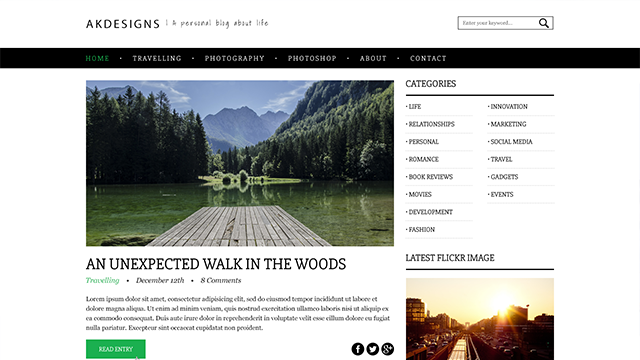 AKDESIGNS | A personal blog about life
Enter your keyword...
HOME • TRAVELLING • PHOTOGRAPHY • PHOTOSHOP • ABOUT • CONTACT
CATEGORIES
• LIFE
• RELATIONSHIPS
• PERSONAL
• ROMANCE
• BOOK REVIEWS
• MOVIES
• DEVELOPMENT
• FASHION
• INNOVATION
• MARKETING
• SOCIAL MEDIA
• TRAVEL
• GADGETS
• EVENTS
AN UNEXPECTED WALK IN THE WOODS
Travelling • December 12th • 8 Comments
Lorem ipsum dolor sit amet, consectetur adipisicing elit, sed do eiusmod tempor incididunt ut labore et
dolore magna aliqua. Ut enim ad minim veniam, quis nostrud exercitation ullamco laboris nisi ut aliquip ex
ea commodo consequat. Duis aute irure dolor in reprehenderit in voluptate velit esse cillum dolore eu fugiat
nulla pariatur. Excepteur sint occaecat cupidatat non proident.
READ ENTRY
LATEST FLICKR IMAGE